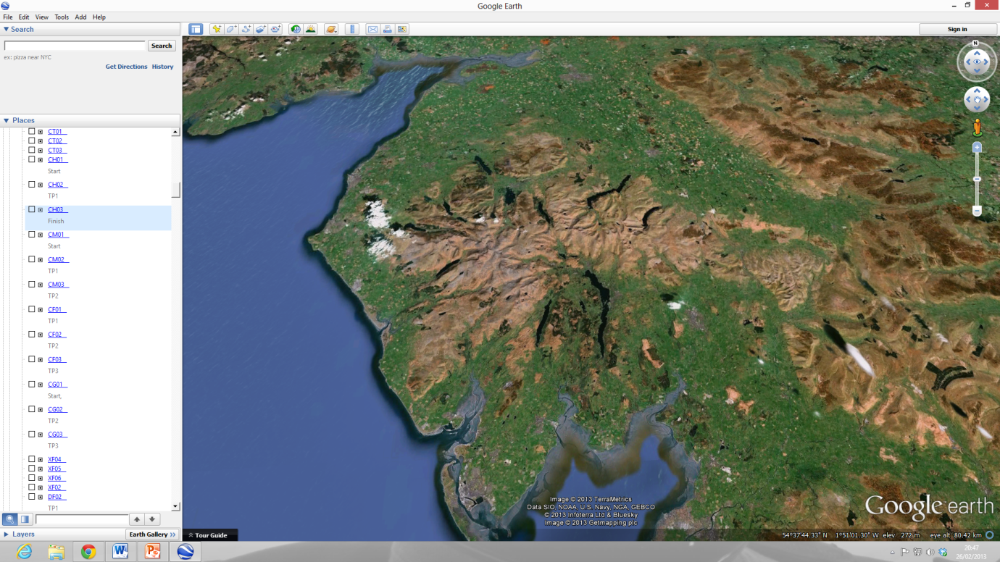 Google Earth
File Edit View Tools Add Help
Search
Search
ex: pizza near NYC
Get Directions History
Places
CT01
CT02
CT03
CH01
Start
CH02
TP1
CH03
Finish
CM01
Start
CM02
TP1
CM03
TP2
CF01
TP1
CF02
TP2
CF03
TP3
CG01
Start,
CG02
TP2
CG03
TP3
XF04
XF05
XF06
XF02
DF02
TP1
Layers
Earth Gallery >>
Sign in
N
Image © 2013 TerraMetrics
Data SIO, NOAA, U.S. Navy, NGA, GEBCO
© 2013 Infoterra Ltd & Bluesky
Image © 2013 Getmapping plc
Google earth
Tour Guide
54°37'44.33" N 1°51'01.30" W elev 272 m eye alt 80.42 km
20:47
26/02/2013